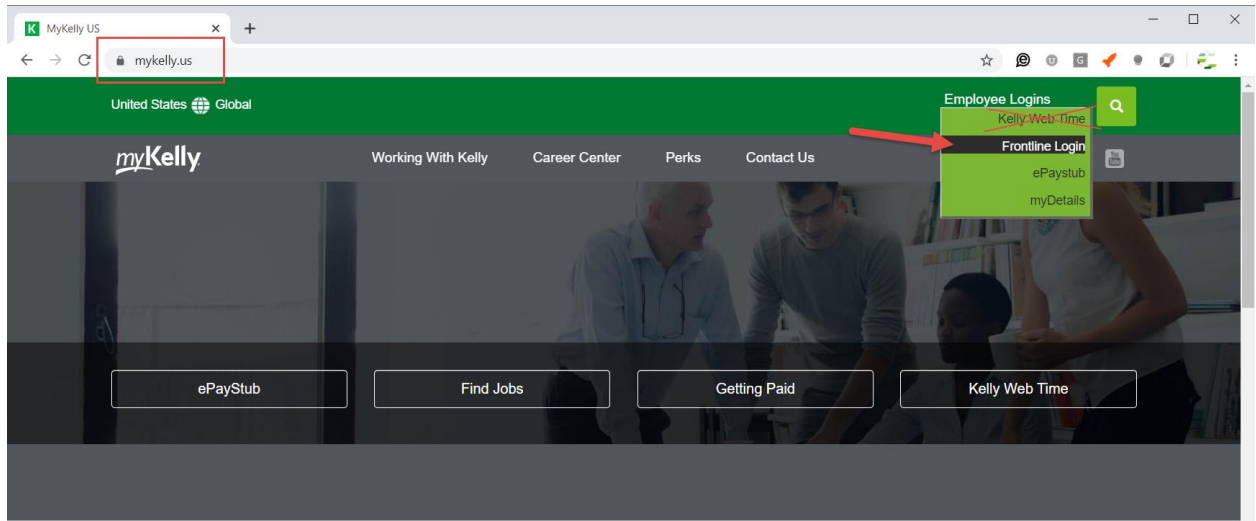 MyKelly US
mykelly.us
United States Global
Employee Logins
Kelly Web Time
Frontline Login
ePaystub
myDetails
myKelly
Working With Kelly Career Center Perks Contact Us
ePayStub Find Jobs Getting Paid Kelly Web Time